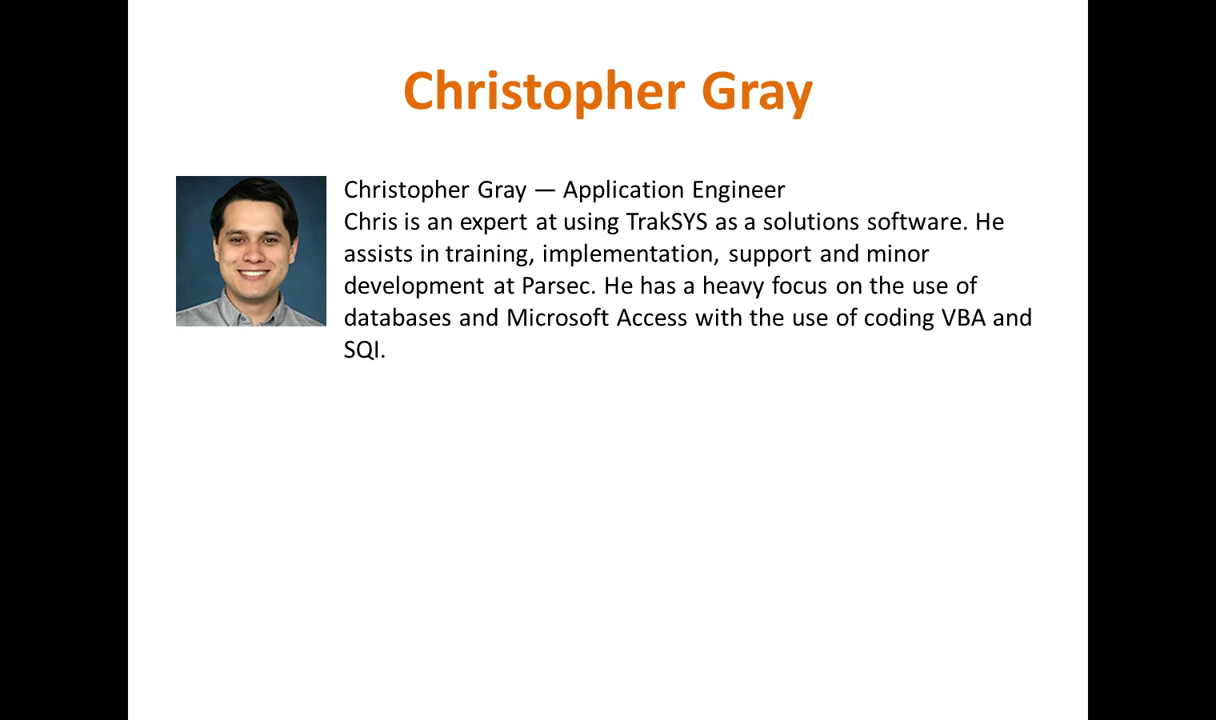 Christopher Gray
Christopher Gray — Application Engineer
Chris is an expert at using TrakSYS as a solutions software. He
assists in training, implementation, support and minor
development at Parsec. He has a heavy focus on the use of
databases and Microsoft Access with the use of coding VBA and
SQI.